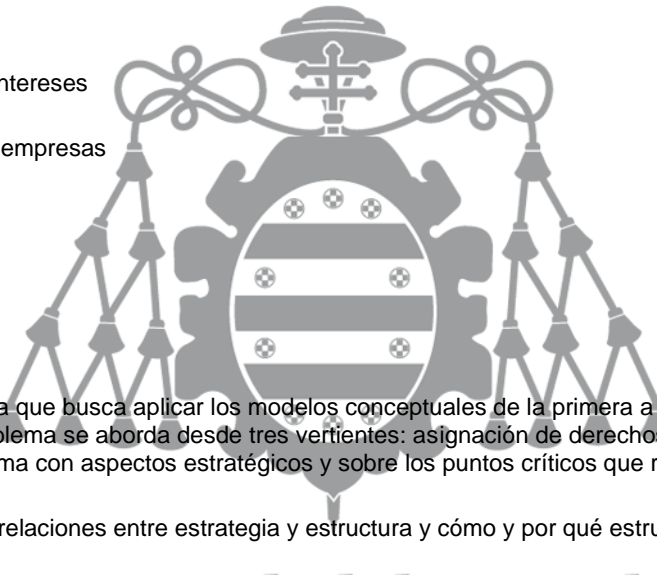 ntereses
empresas
a que busca aplicar los modelos conceptuales de la primera a
olema se aborda desde tres vertientes: asignación de derechos
ma con aspectos estratégicos y sobre los puntos críticos que r
relaciones entre estrategia y estructura y cómo y por qué estru